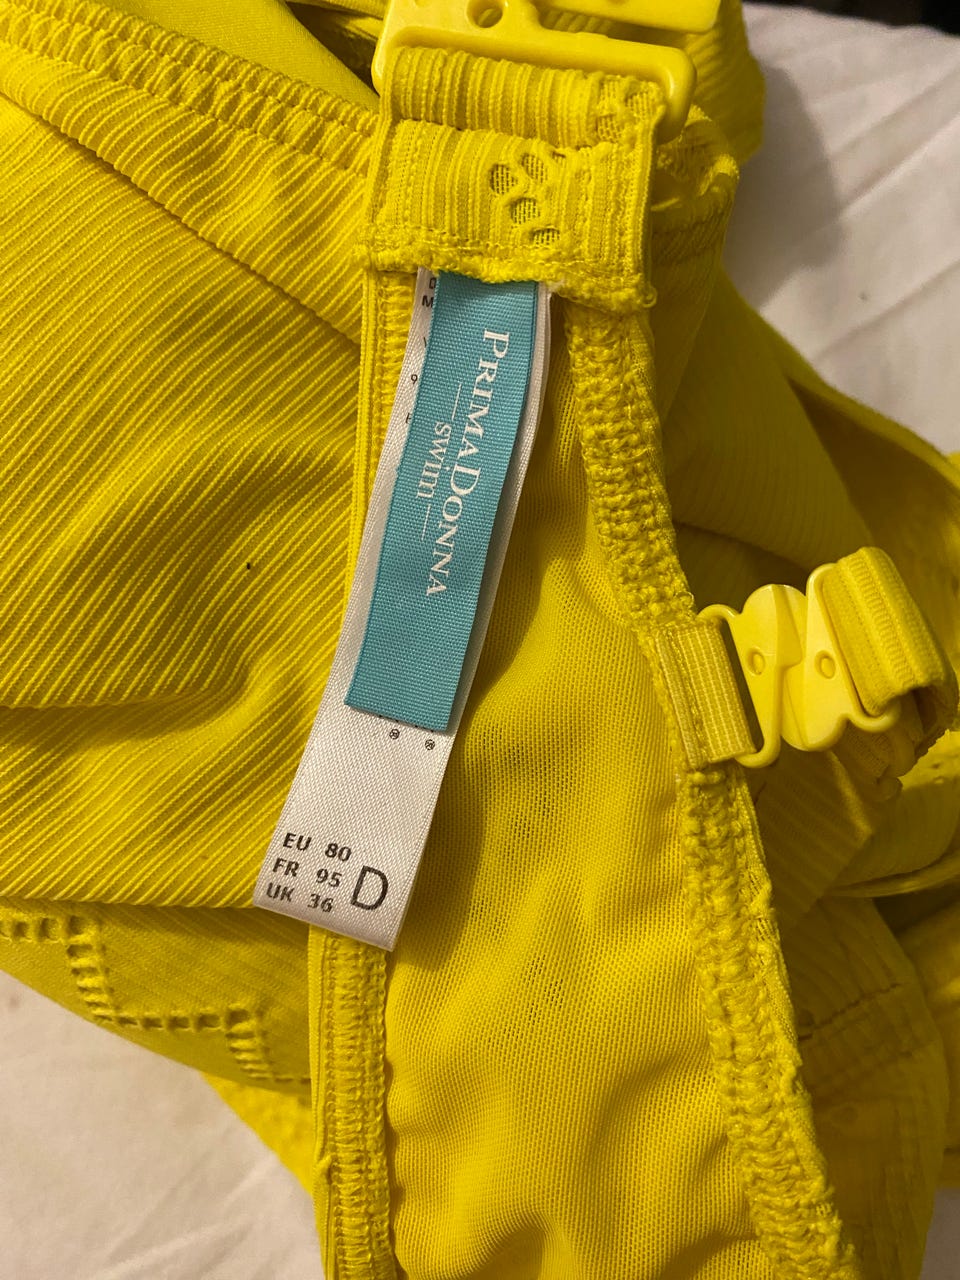 PRIMADONNA
swim
EU 80
FR 95
UK 36
D